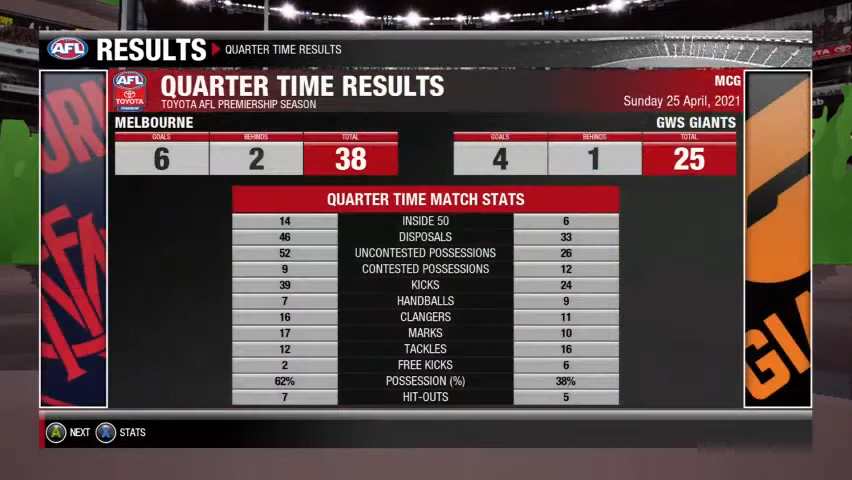 AFL RESULTS QUARTER TIME RESULTS
AFL TOYOTA QUARTER TIME RESULTS MCG
TOYOTA AFL PREMIERSHIP SEASON Sunday 25 April, 2021
MELBOURNE GWS GIANTS
GOALS BEHINDS TOTAL GOALS BEHINDS TOTAL
6 2 38 4 1 25
QUARTER TIME MATCH STATS
14 INSIDE 50 6
46 DISPOSALS 33
52 UNCONTESTED POSSESSIONS 26
9 CONTESTED POSSESSIONS 12
39 KICKS 24
7 HANDBALLS 9
16 CLANGERS 11
17 MARKS 10
12 TACKLES 16
2 FREE KICKS 6
62% POSSESSION (%) 38%
7 HIT-OUTS 5
GIA
A NEXT X STATS